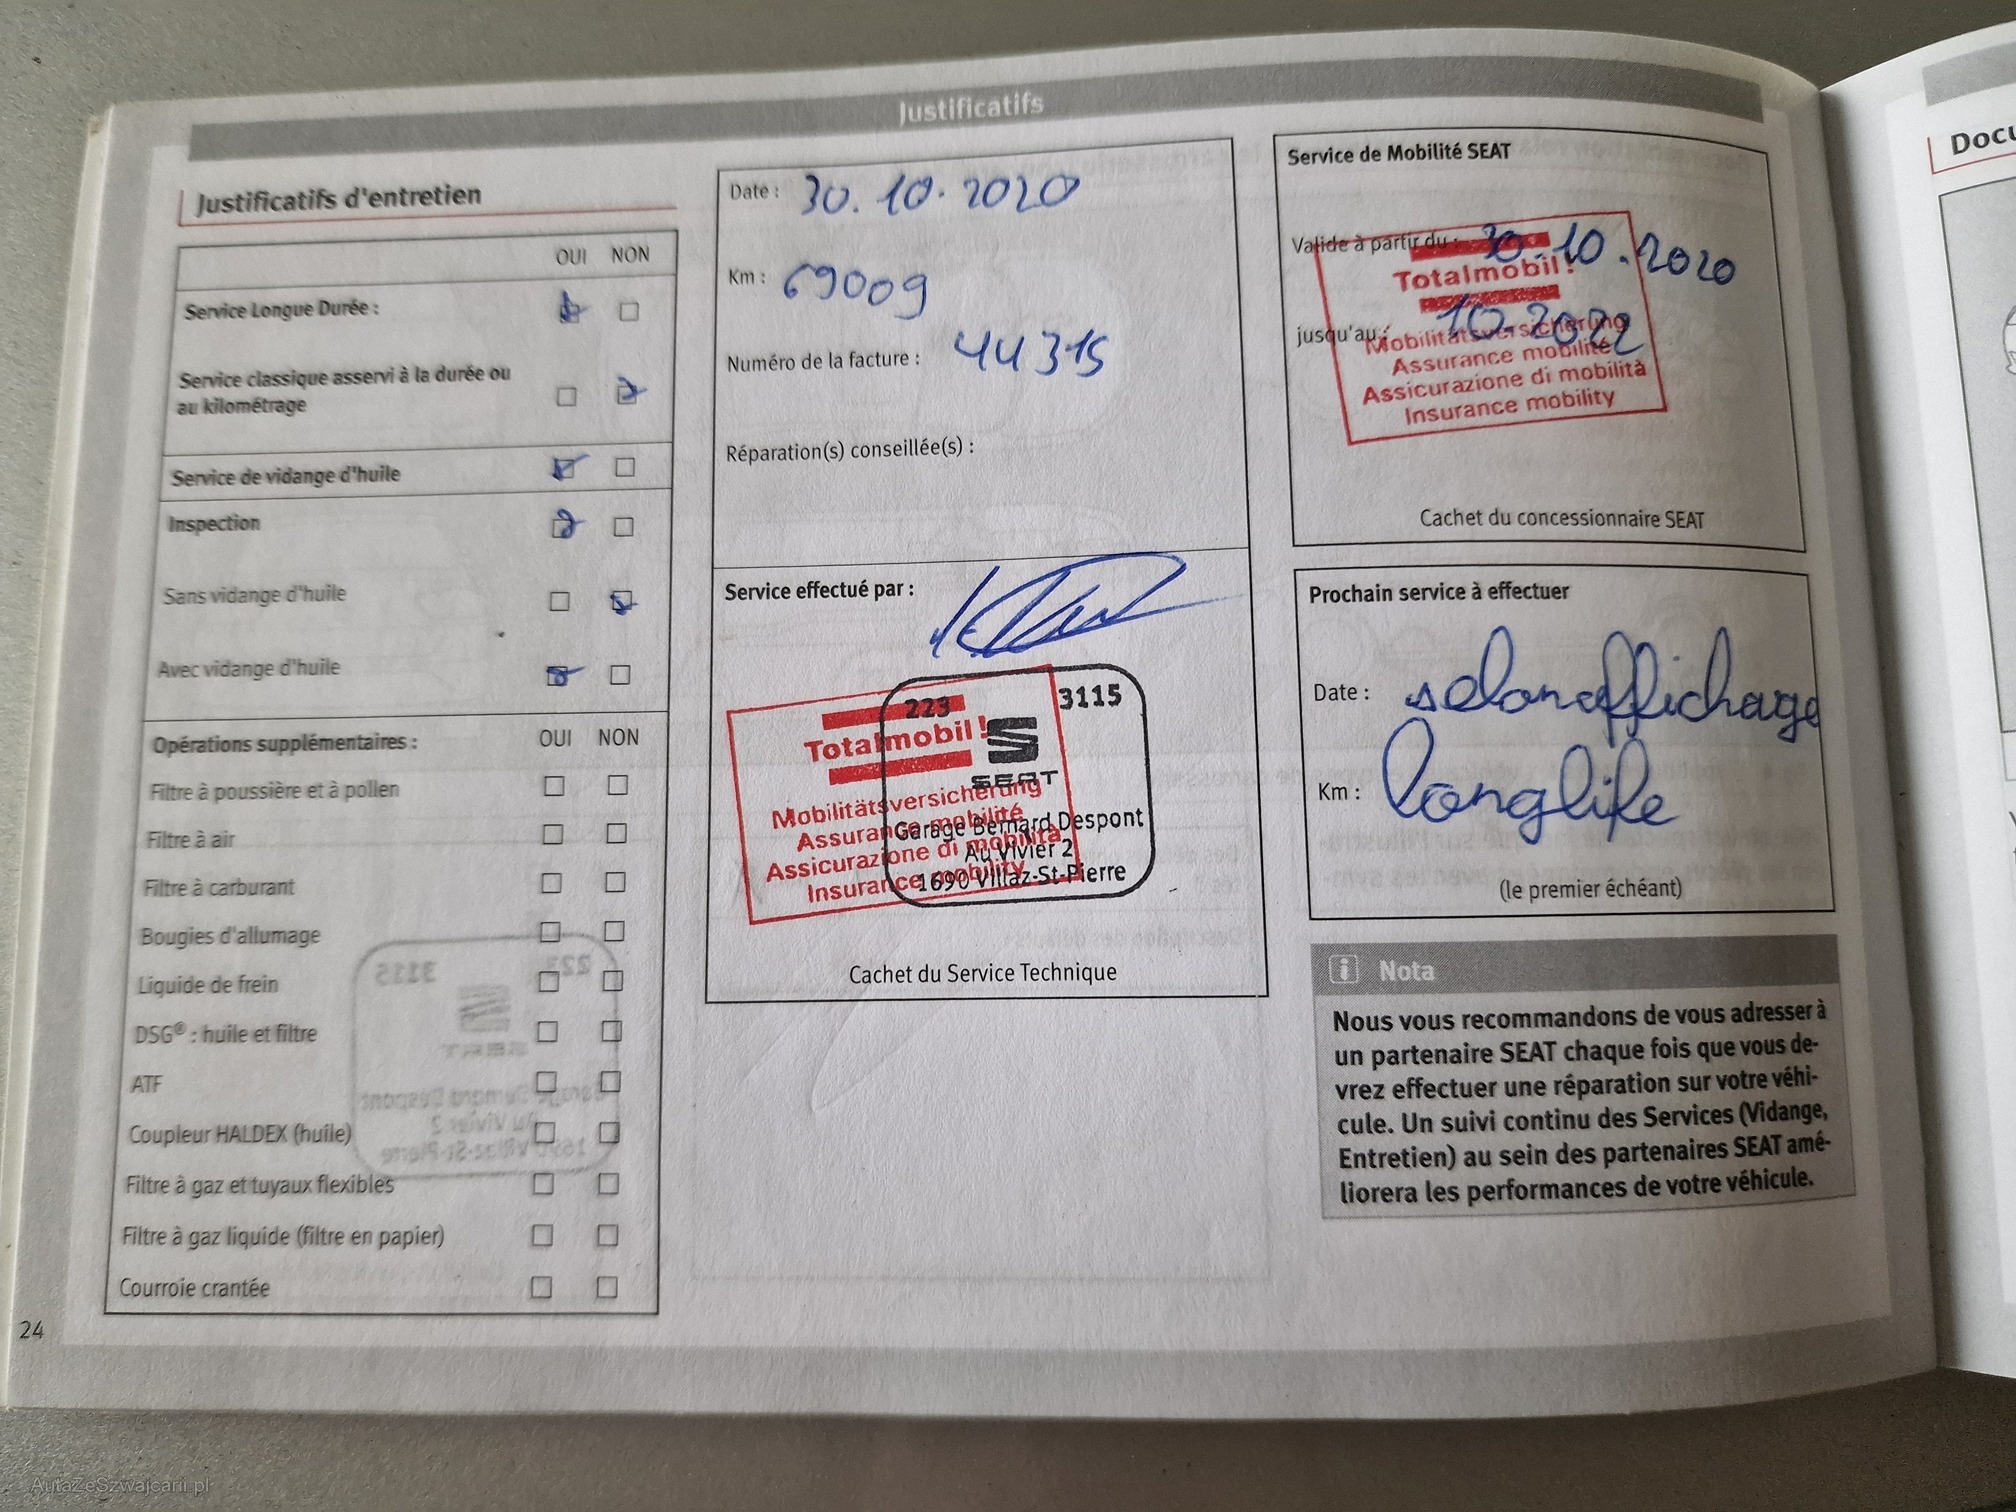 Justificatifs
Justificatifs d'entretien
OUI NON
Service Longue Durée :
Service classique asservi à la durée ou
au kilométrage
Service de vidange d'huile
Inspection
Sans vidange d'huile
Avec vidange d'huile
Opérations supplémentaires : OUI NON
Filtre à poussière et à pollen
Filtre à air
Filtre à carburant
Bougies d'allumage
Liquide de frein
DSG® : huile et filtre
ATF
Coupleur HALDEX (huile)
Filtre à gaz et tuyaux flexibles
Filtre à gaz liquide (filtre en papier)
Courroie crantée
24
Date : 30.10.2020
Km : 69009
Numéro de la facture : 44315
Réparation(s) conseillée(s) :
Service effectué par :
223 3115
SEAT
Garage Bernard Despont
Au Vivier 2
1690 Villaz-St-Pierre
Totalmobil!
Mobilitätsversicherung
Assurance mobilité
Assicurazione di mobilità
Insurance mobility
Cachet du Service Technique
Service de Mobilité SEAT
Valide à partir du : 30.10.2020
jusqu'au : 10.2022
Totalmobil!
Mobilitätsversicherung
Assurance mobilité
Assicurazione di mobilità
Insurance mobility
Cachet du concessionnaire SEAT
Prochain service à effectuer
Date : selon affichage
Km : longlife
(le premier échéant)
i Nota
Nous vous recommandons de vous adresser à
un partenaire SEAT chaque fois que vous de-
vrez effectuer une réparation sur votre véhi-
cule. Un suivi continu des Services (Vidange,
Entretien) au sein des partenaires SEAT amé-
liorera les performances de votre véhicule.
Docu
AutaZeSzwajcarii.pl